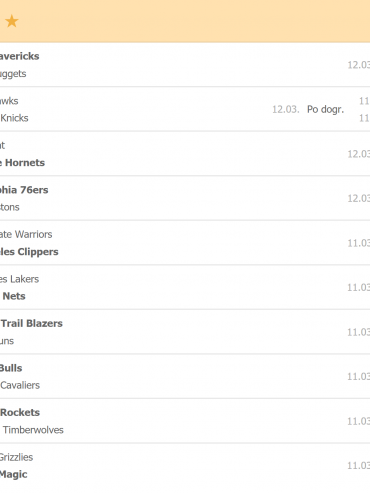 avericks
12.03
uggets
wks
11
12.03. Po dogr.
Knicks
11
at
12.03
e Hornets
phia 76ers
12.03
stons
ate Warriors
11.03
les Clippers
es Lakers
11.03
Nets
Trail Blazers
11.03
uns
Bulls
11.03
Cavaliers
Rockets
11.03
Timberwolves
Grizzlies
11.03
Magic